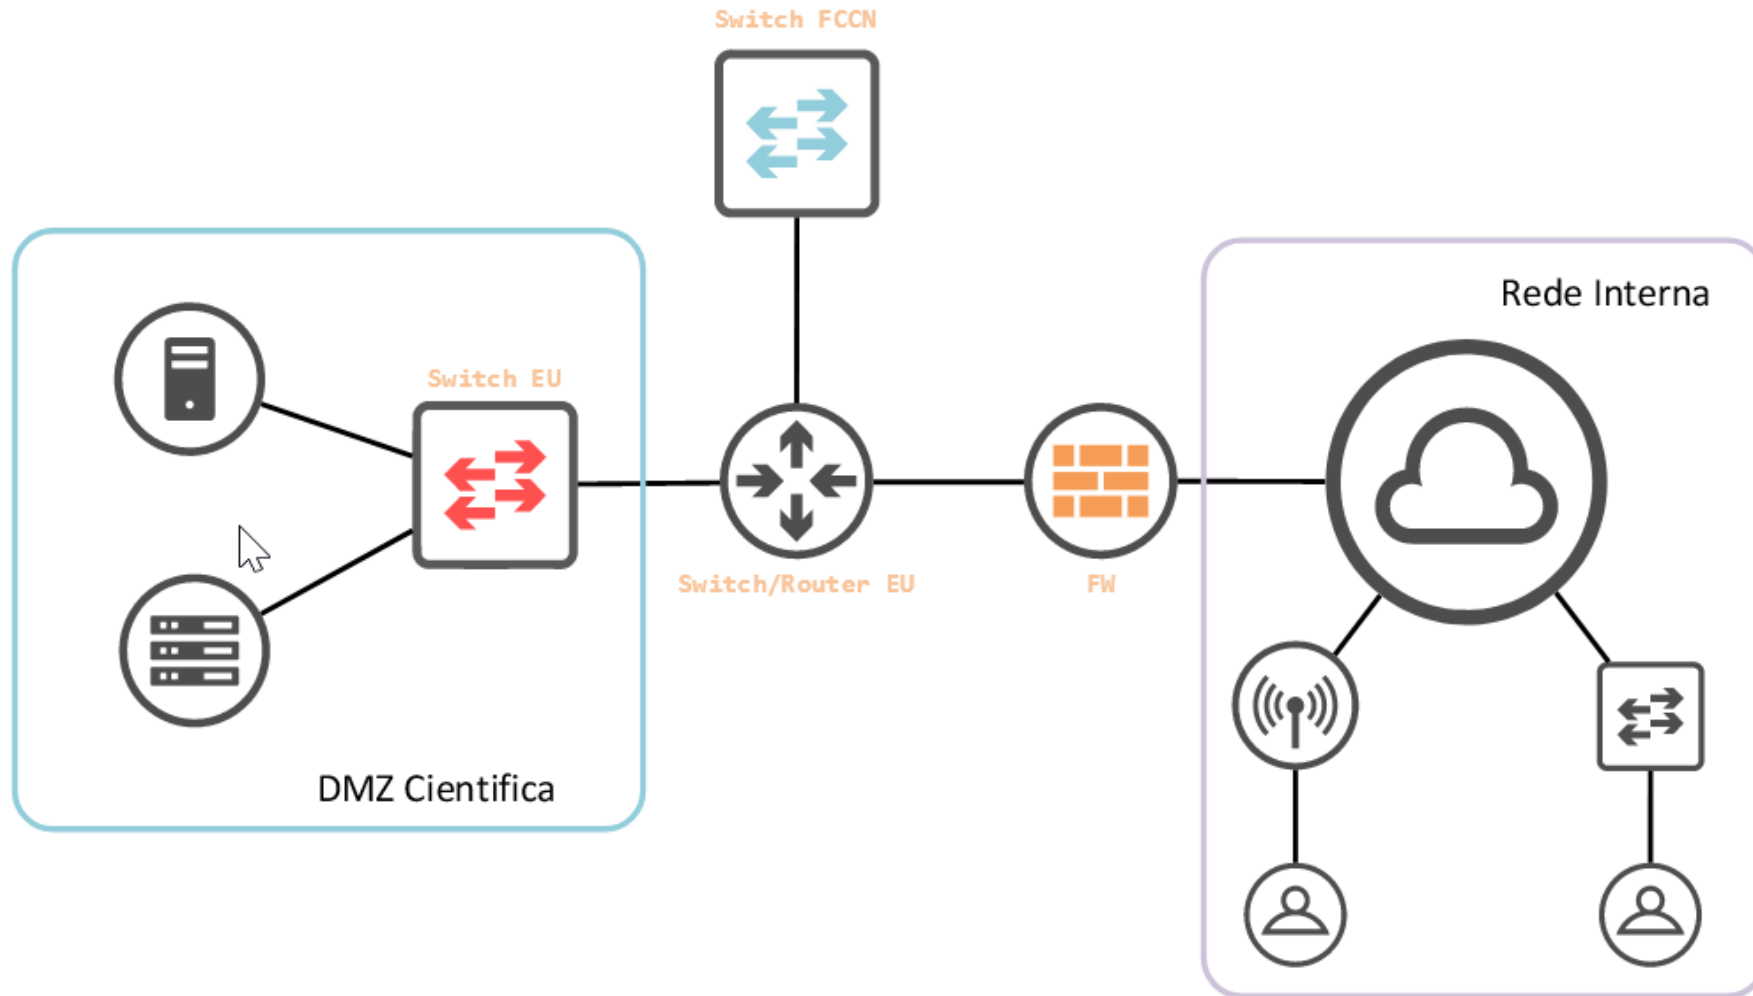 Switch FCCN
Rede Interna
Switch EU
Switch/Router EU
FW
DMZ Cientifica